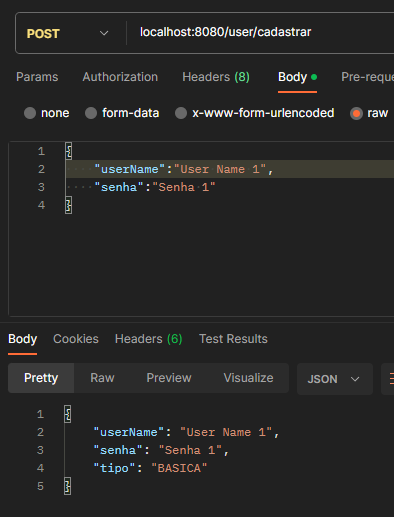 POST localhost:8080/user/cadastrar
Params Authorization Headers (8) Body Pre-reque
none form-data x-www-form-urlencoded raw
1 {
2 "userName":"User Name 1",
3 "senha":"Senha 1"
4 }
Body Cookies Headers (6) Test Results
Pretty Raw Preview Visualize JSON
1 {
2 "userName": "User Name 1",
3 "senha": "Senha 1",
4 "tipo": "BASICA"
5 }